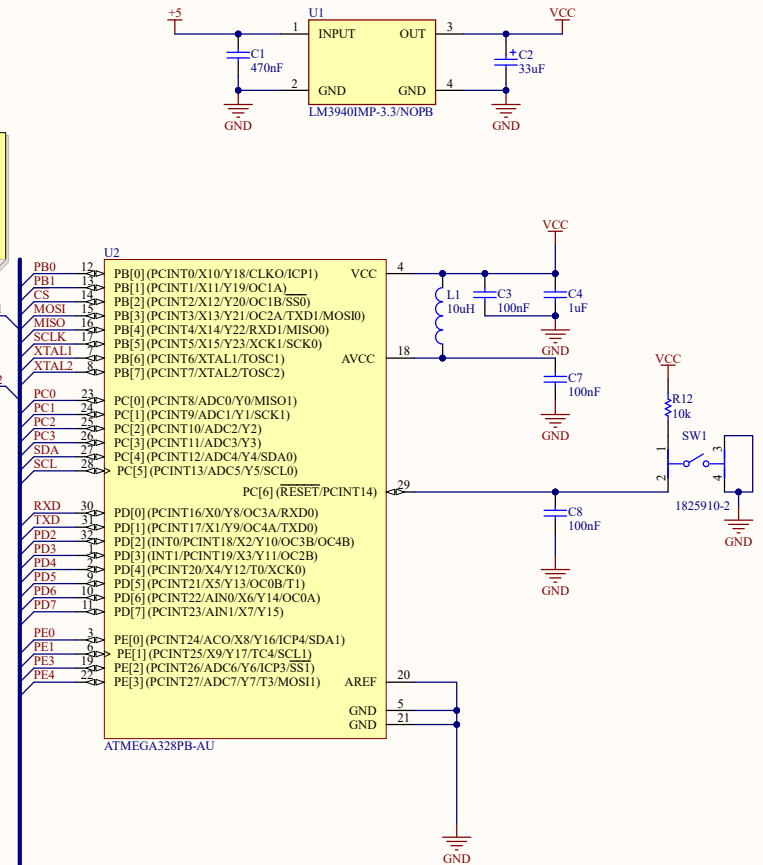 +5
U1
VCC
1
INPUT
OUT
3
C1
470nF
C2
33uF
2
GND
GND
4
LM3940IMP-3.3/NOPB
GND
GND
U2
VCC
PB0 12 PB[0] (PCINT0/X10/Y18/CLKO/ICP1)
VCC 4
PB1 13 PB[1] (PCINT1/X11/Y19/OC1A)
CS 14 PB[2] (PCINT2/X12/Y20/OC1B/SS0)
MOSI 15 PB[3] (PCINT3/X13/Y21/OC2A/TXD1/MOSI0)
MISO 16 PB[4] (PCINT4/X14/Y22/RXD1/MISO0)
SCLK 17 PB[5] (PCINT5/X15/Y23/XCK1/SCK0)
XTAL1 7 PB[6] (PCINT6/XTAL1/TOSC1)
XTAL2 8 PB[7] (PCINT7/XTAL2/TOSC2)
L1
10uH
C3
100nF
C4
1uF
GND
AVCC 18
C7
100nF
GND
PC0 23 PC[0] (PCINT8/ADC0/Y0/MISO1)
PC1 24 PC[1] (PCINT9/ADC1/Y1/SCK1)
PC2 25 PC[2] (PCINT10/ADC2/Y2)
PC3 26 PC[3] (PCINT11/ADC3/Y3)
SDA 27 PC[4] (PCINT12/ADC4/Y4/SDA0)
SCL 28 PC[5] (PCINT13/ADC5/Y5/SCL0)
PC[6] (RESET/PCINT14) 29
VCC
R12
10k
SW1
1
2
3
4
1825910-2
GND
C8
100nF
GND
RXD 30 PD[0] (PCINT16/X0/Y8/OC3A/RXD0)
TXD 31 PD[1] (PCINT17/X1/Y9/OC4A/TXD0)
PD2 32 PD[2] (INT0/PCINT18/X2/Y10/OC3B/OC4B)
PD3 1 PD[3] (INT1/PCINT19/X3/Y11/OC2B)
PD4 2 PD[4] (PCINT20/X4/Y12/T0/XCK0)
PD5 9 PD[5] (PCINT21/X5/Y13/OC0B/T1)
PD6 10 PD[6] (PCINT22/AIN0/X6/Y14/OC0A)
PD7 11 PD[7] (PCINT23/AIN1/X7/Y15)
PE0 3 PE[0] (PCINT24/ACO/X8/Y16/ICP4/SDA1)
PE1 6 PE[1] (PCINT25/X9/Y17/TC4/SCL1)
PE3 19 PE[2] (PCINT26/ADC6/Y6/ICP3/SS1)
PE4 22 PE[3] (PCINT27/ADC7/Y7/T3/MOSI1)
AREF 20
GND 5
GND 21
ATMEGA328PB-AU
GND